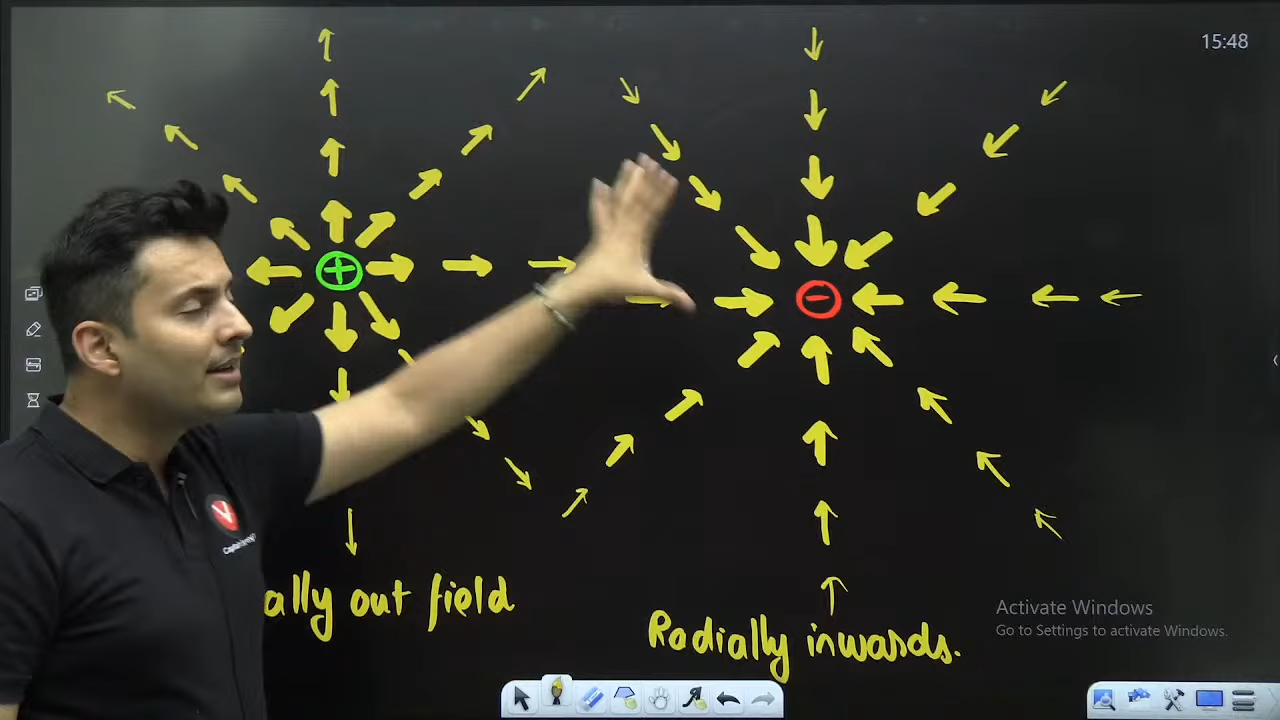 15:48
+
-
ally out field
Radially inwards.
Activate Windows
Go to Settings to activate Windows.
V